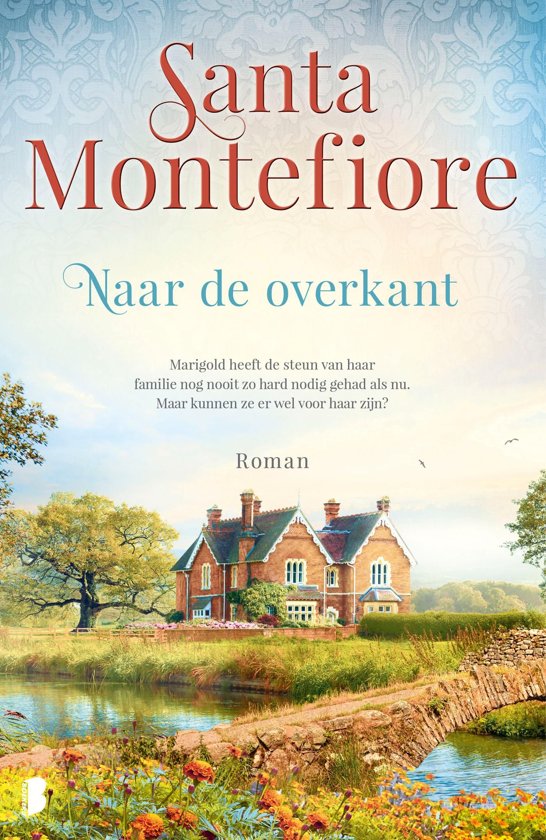 Santa
Montefiore
Naar de overkant
Marigold heeft de steun van haar
familie nog nooit zo hard nodig gehad als nu.
Maar kunnen ze er wel voor haar zijn?
Roman
B